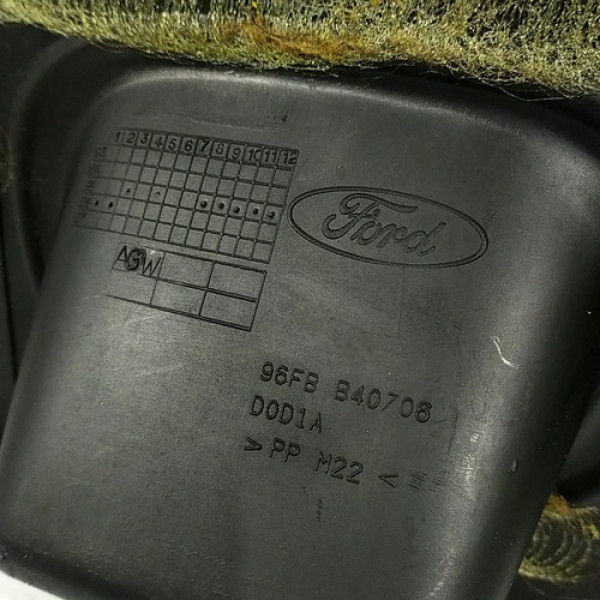 1 2 3 4 5 6 7 8 9 10 11 12
Ford
AGW
96FB B40706
D0D1A
> PP M22 <